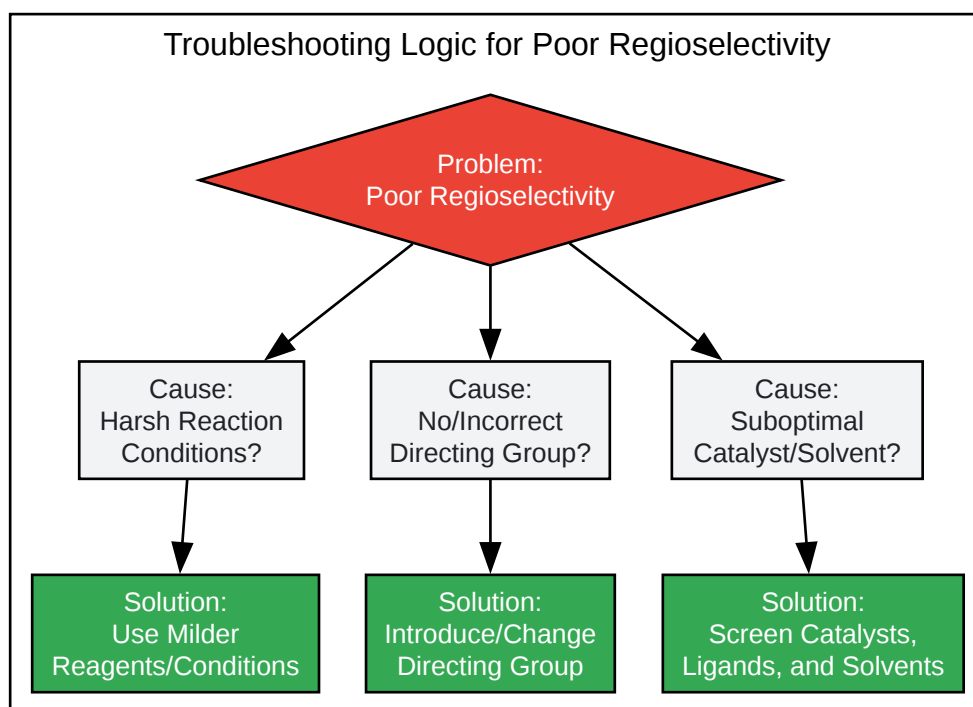 Troubleshooting Logic for Poor Regioselectivity
Problem:
Poor Regioselectivity
Cause:
Harsh Reaction
Conditions?
Cause:
No/Incorrect
Directing Group?
Cause:
Suboptimal
Catalyst/Solvent?
Solution:
Use Milder
Reagents/Conditions
Solution:
Introduce/Change
Directing Group
Solution:
Screen Catalysts,
Ligands, and Solvents